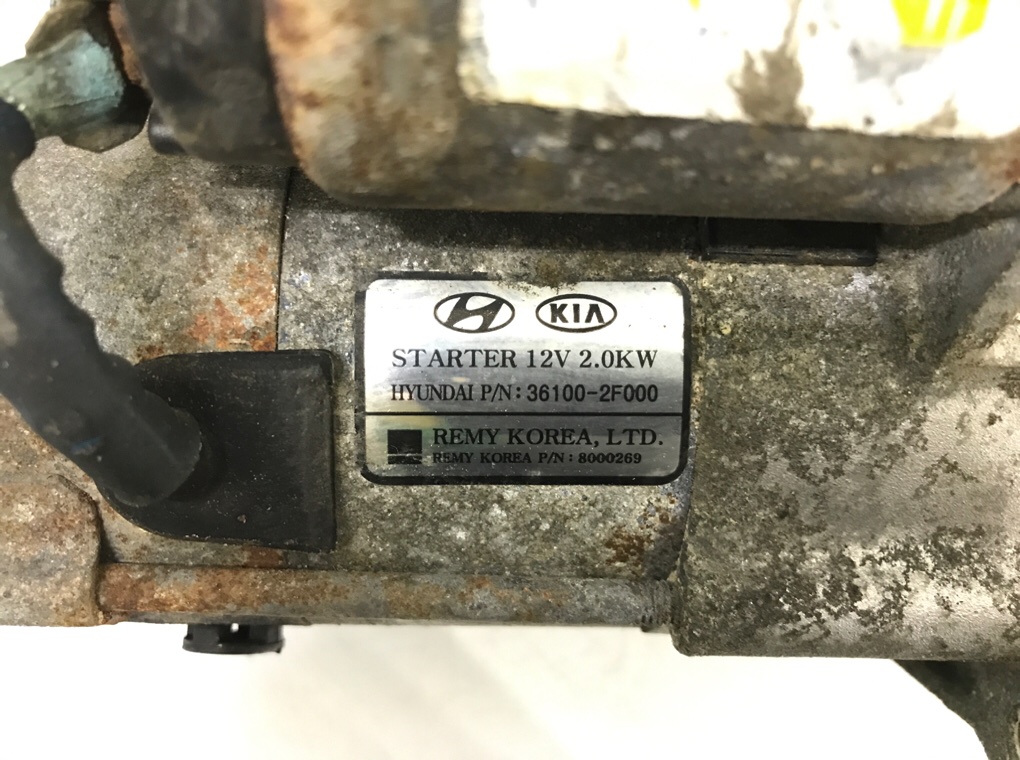 KIA
STARTER 12V 2.0KW
HYUNDAI P/N: 36100-2F000
REMY KOREA, LTD.
REMY KOREA P/N : 8000269